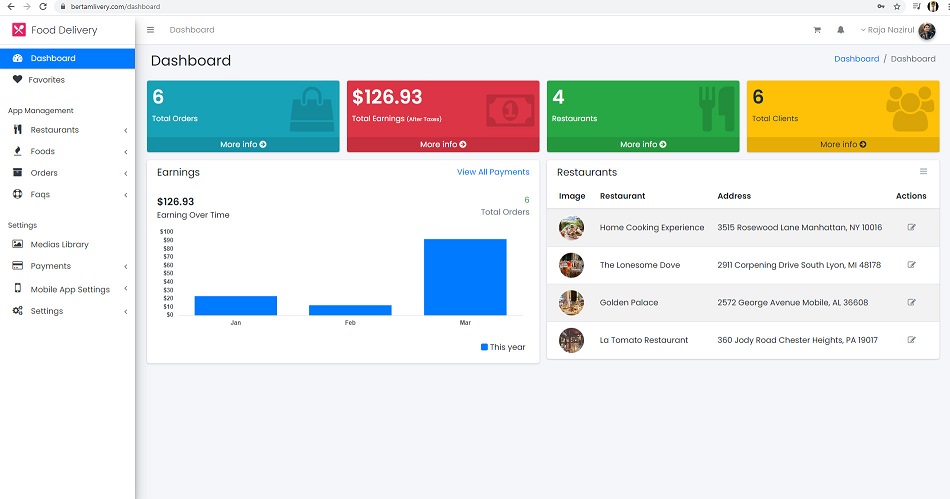 bertamlivery.com/dashboard
Food Delivery
Dashboard
Raja Nazirul
Dashboard
Favorites
App Management
Restaurants
Foods
Orders
Faqs
Settings
Medias Library
Payments
Mobile App Settings
Settings
Dashboard
Dashboard / Dashboard
6
Total Orders
More info
$126.93
Total Earnings (After Taxes)
More info
4
Restaurants
More info
6
Total Clients
More info
Earnings
View All Payments
$126.93
6
Earning Over Time
Total Orders
$100
$90
$80
$70
$60
$50
$40
$30
$20
$10
$0
Jan Feb Mar
This year
Restaurants
Image Restaurant Address Actions
Home Cooking Experience 3515 Rosewood Lane Manhattan, NY 10016
The Lonesome Dove 2911 Corpening Drive South Lyon, MI 48178
Golden Palace 2572 George Avenue Mobile, AL 36608
La Tomato Restaurant 360 Jody Road Chester Heights, PA 19017